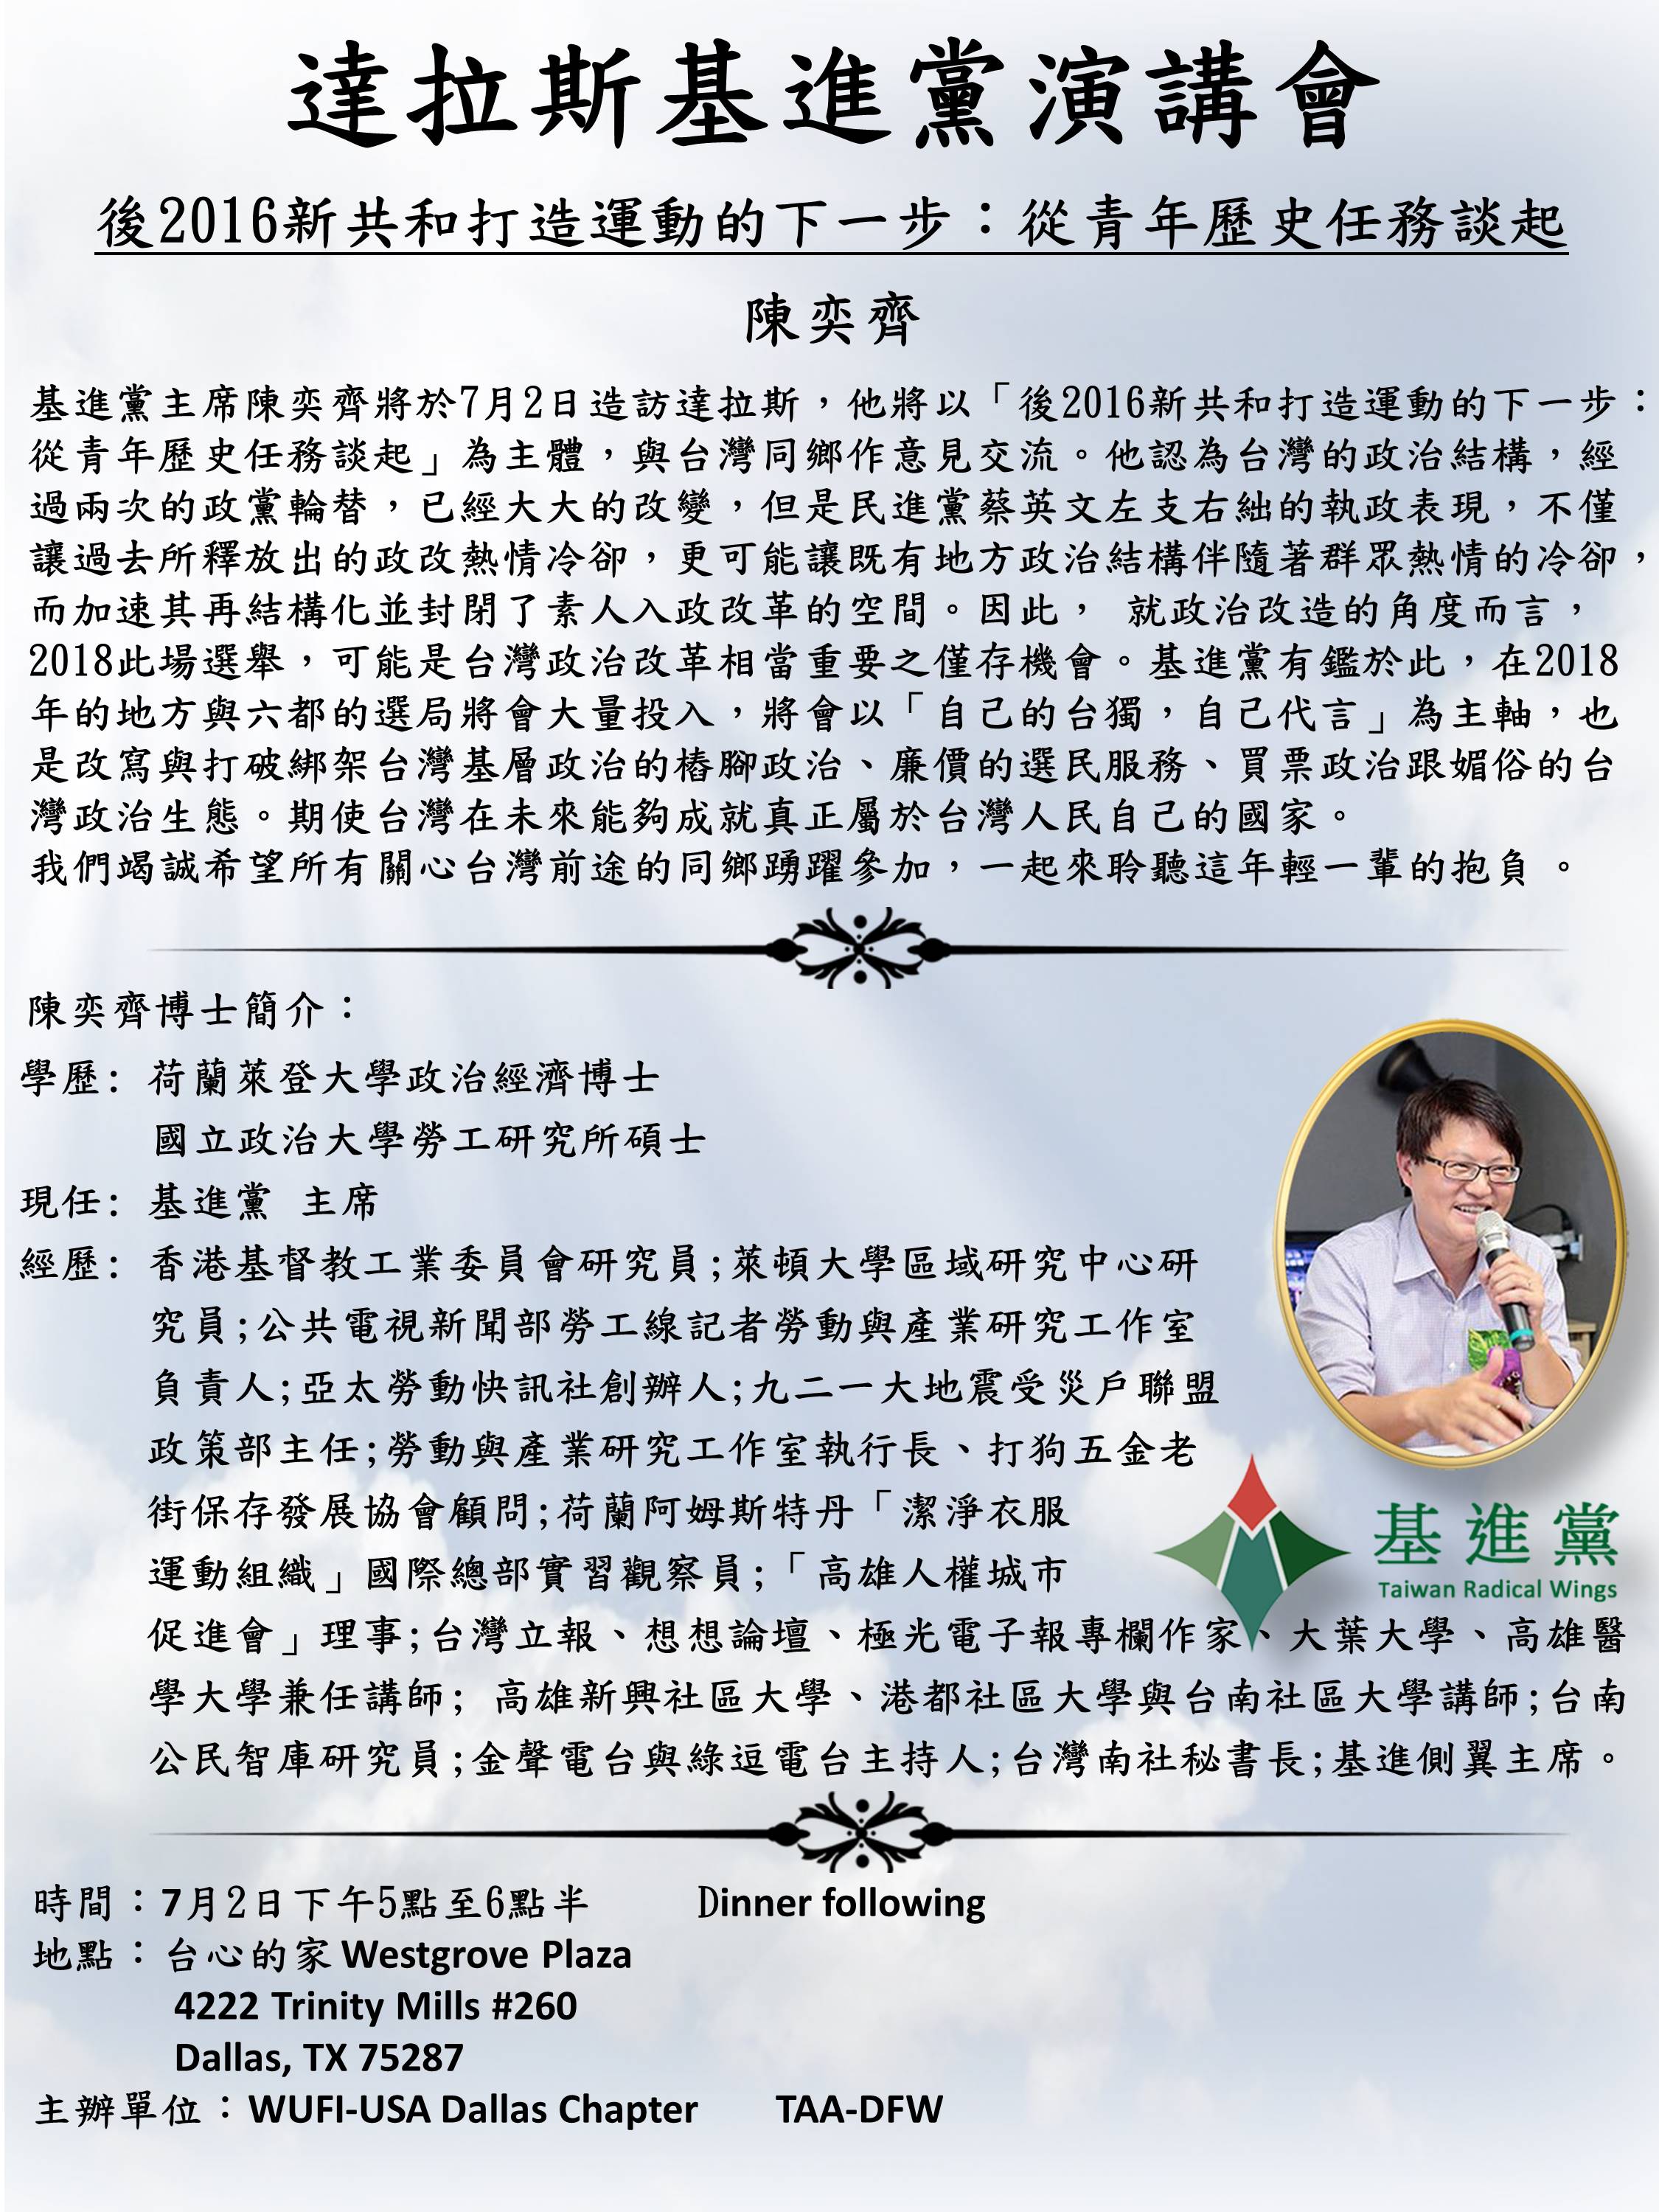 達拉斯基進黨演講會
後2016新共和打造運動的下一步：從青年歷史任務談起
陳奕齊
基進黨主席陳奕齊將於7月2日造訪達拉斯，他將以「後2016新共和打造運動的下一步：
從青年歷史任務談起」為主體，與台灣同鄉作意見交流。他認為台灣的政治結構，經
過兩次的政黨輪替，已經大大的改變，但是民進黨蔡英文左支右絀的執政表現，不僅
讓過去所釋放出的政改熱情冷卻，更可能讓既有地方政治結構伴隨著群眾熱情的冷卻，
而加速其再結構化並封閉了素人入政改革的空間。因此， 就政治改造的角度而言，
2018此場選舉，可能是台灣政治改革相當重要之僅存機會。基進黨有鑑於此，在2018
年的地方與六都的選局將會大量投入，將會以「自己的台獨，自己代言」為主軸，也
是改寫與打破綁架台灣基層政治的樁腳政治、廉價的選民服務、買票政治跟媚俗的台
灣政治生態。期使台灣在未來能夠成就真正屬於台灣人民自己的國家。
我們竭誠希望所有關心台灣前途的同鄉踴躍參加，一起來聆聽這年輕一輩的抱負 。
陳奕齊博士簡介：
學歷: 荷蘭萊登大學政治經濟博士
國立政治大學勞工研究所碩士
現任: 基進黨 主席
經歷: 香港基督教工業委員會研究員;萊頓大學區域研究中心研
究員;公共電視新聞部勞工線記者勞動與產業研究工作室
負責人;亞太勞動快訊社創辦人;九二一大地震受災戶聯盟
政策部主任;勞動與產業研究工作室執行長、打狗五金老
街保存發展協會顧問;荷蘭阿姆斯特丹「潔淨衣服
運動組織」國際總部實習觀察員;「高雄人權城市
促進會」理事;台灣立報、想想論壇、極光電子報專欄作家、大葉大學、高雄醫
學大學兼任講師; 高雄新興社區大學、港都社區大學與台南社區大學講師;台南
公民智庫研究員;金聲電台與綠逗電台主持人;台灣南社秘書長;基進側翼主席。
基進黨
Taiwan Radical Wings
時間：7月2日下午5點至6點半 Dinner following
地點：台心的家 Westgrove Plaza
4222 Trinity Mills #260
Dallas, TX 75287
主辦單位：WUFI-USA Dallas Chapter TAA-DFW